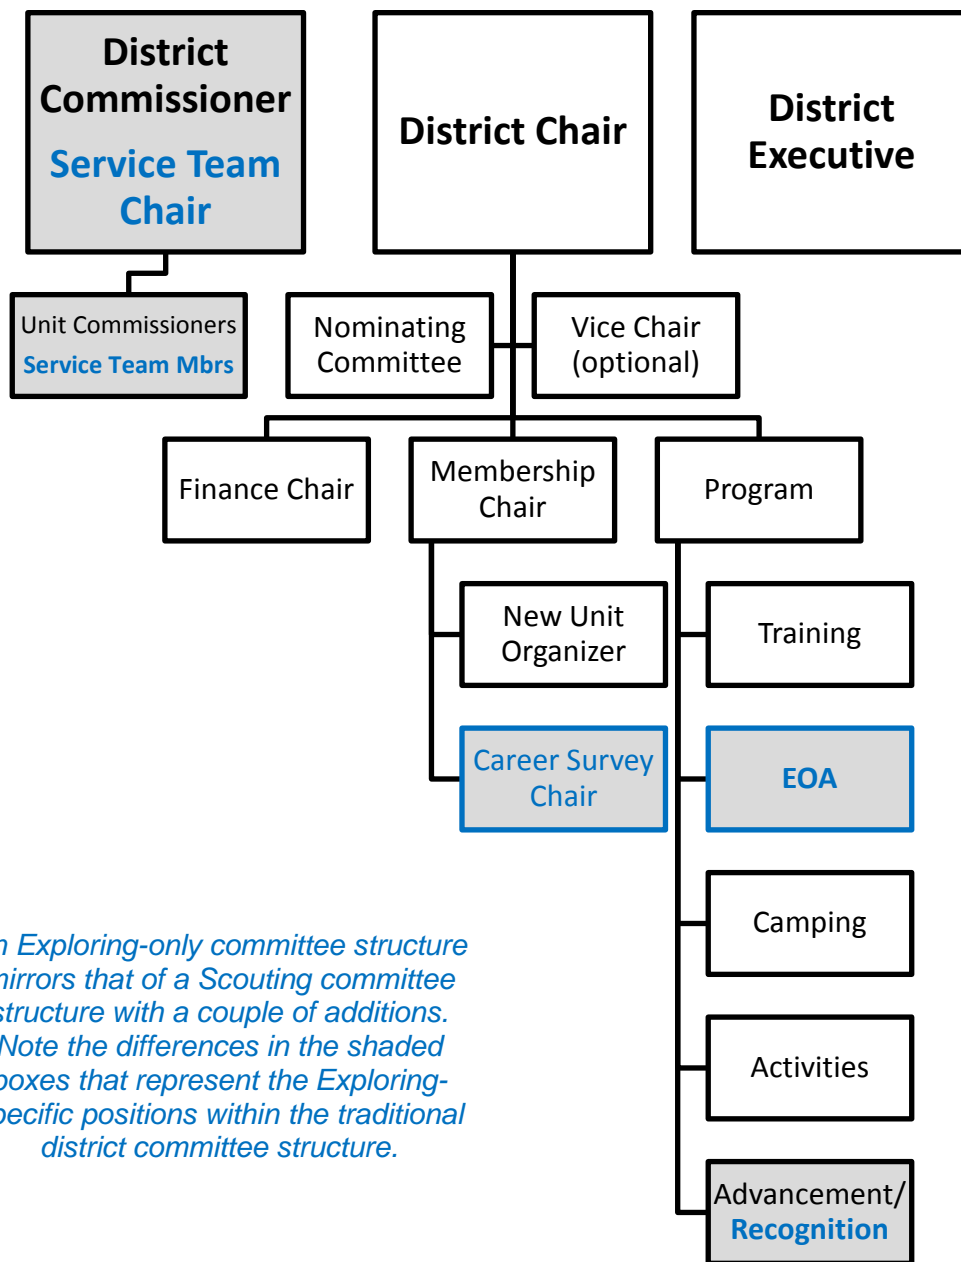 District
Commissioner
Service Team
Chair
District Chair
District
Executive
Unit Commissioners
Service Team Mbrs
Nominating
Committee
Vice Chair
(optional)
Finance Chair
Membership
Chair
Program
New Unit
Organizer
Training
Career Survey
Chair
EOA
Camping
Activities
Advancement/
Recognition
n Exploring-only committee structure
mirrors that of a Scouting committee
structure with a couple of additions.
Note the differences in the shaded
boxes that represent the Exploring-
specific positions within the traditional
district committee structure.